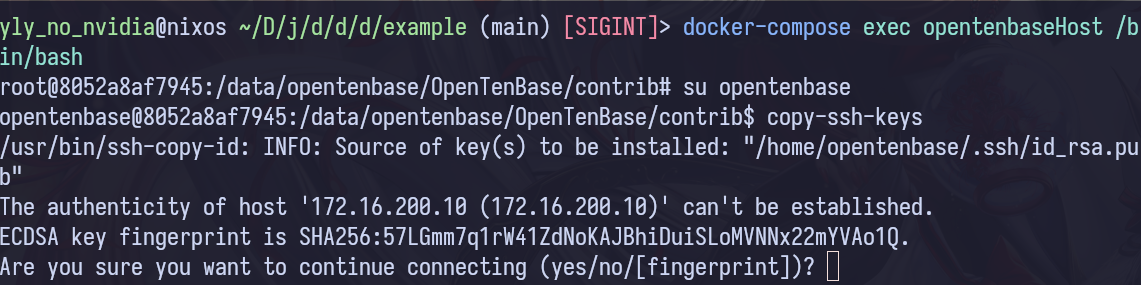 yly_no_nvidia@nixos ~/D/j/d/d/d/example (main) [SIGINT]> docker-compose exec opentenbaseHost /b
in/bash
root@8052a8af7945:/data/opentenbase/OpenTenBase/contrib# su opentenbase
opentenbase@8052a8af7945:/data/opentenbase/OpenTenBase/contrib$ copy-ssh-keys
/usr/bin/ssh-copy-id: INFO: Source of key(s) to be installed: "/home/opentenbase/.ssh/id_rsa.pu
b"
The authenticity of host '172.16.200.10 (172.16.200.10)' can't be established.
ECDSA key fingerprint is SHA256:57LGmm7q1rW41ZdNoKAJBhiDuiSLoMVNNx22mYVAo1Q.
Are you sure you want to continue connecting (yes/no/[fingerprint])?